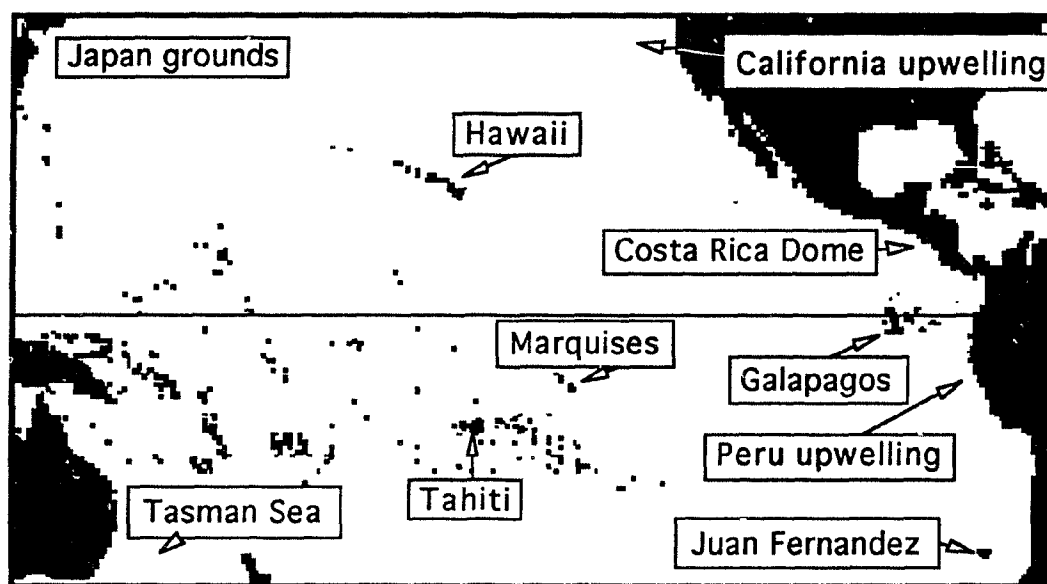 Japan grounds
California upwelling
Hawaii
Costa Rica Dome
Marquises
Galapagos
Peru upwelling
Tahiti
Tasman Sea
Juan Fernandez